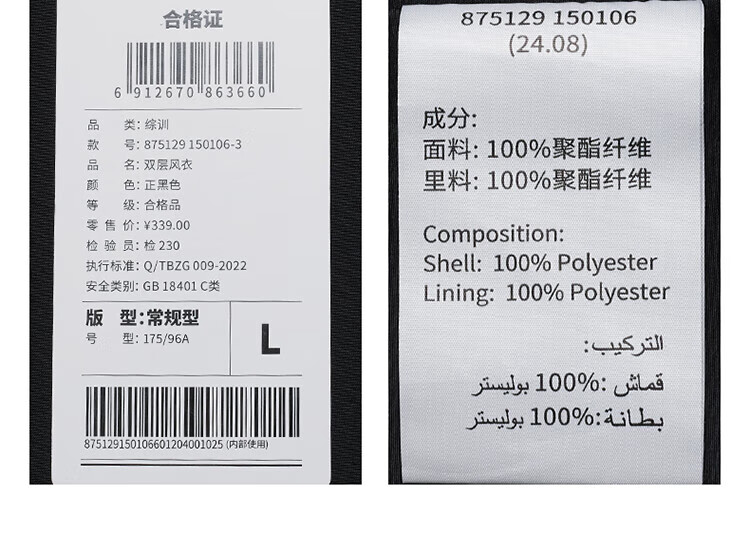 合格证
6 912670 863660
品 类: 综训
款 号: 875129 150106-3
品 名: 双层风衣
颜 色: 正黑色
等 级: 合格品
零 售 价: ¥339.00
检 验 员: 检 230
执行标准: Q/TBZG 009-2022
安全类别: GB 18401 C类
版 型:常规型
号 型: 175/96A
L
875129150106601204001025 (内部使用)
875129 150106
(24.08)
成分:
面料: 100%聚酯纤维
里料: 100%聚酯纤维
Composition:
Shell: 100% Polyester
Lining: 100% Polyester
التركيب:
قماش :100% بوليستر
بطانة:100% بوليستر